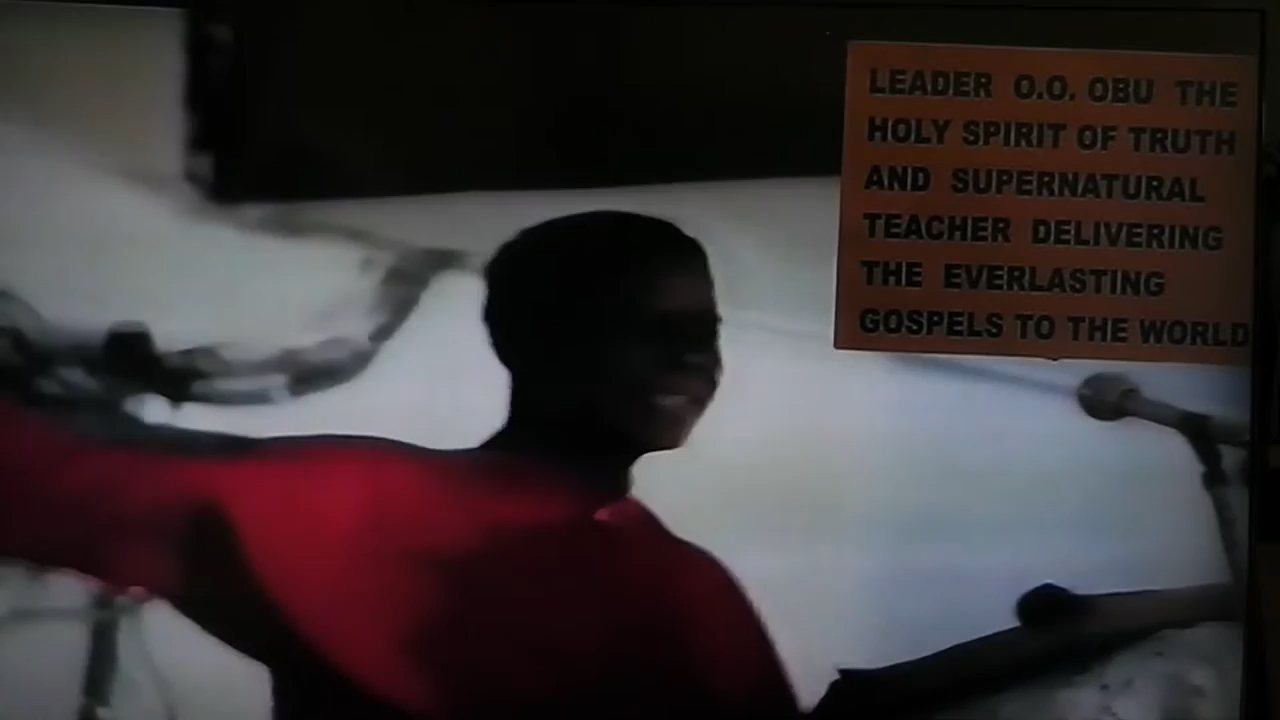 LEADER O.O. OBU THE
HOLY SPIRIT OF TRUTH
AND SUPERNATURAL
TEACHER DELIVERING
THE EVERLASTING
GOSPELS TO THE WORLD